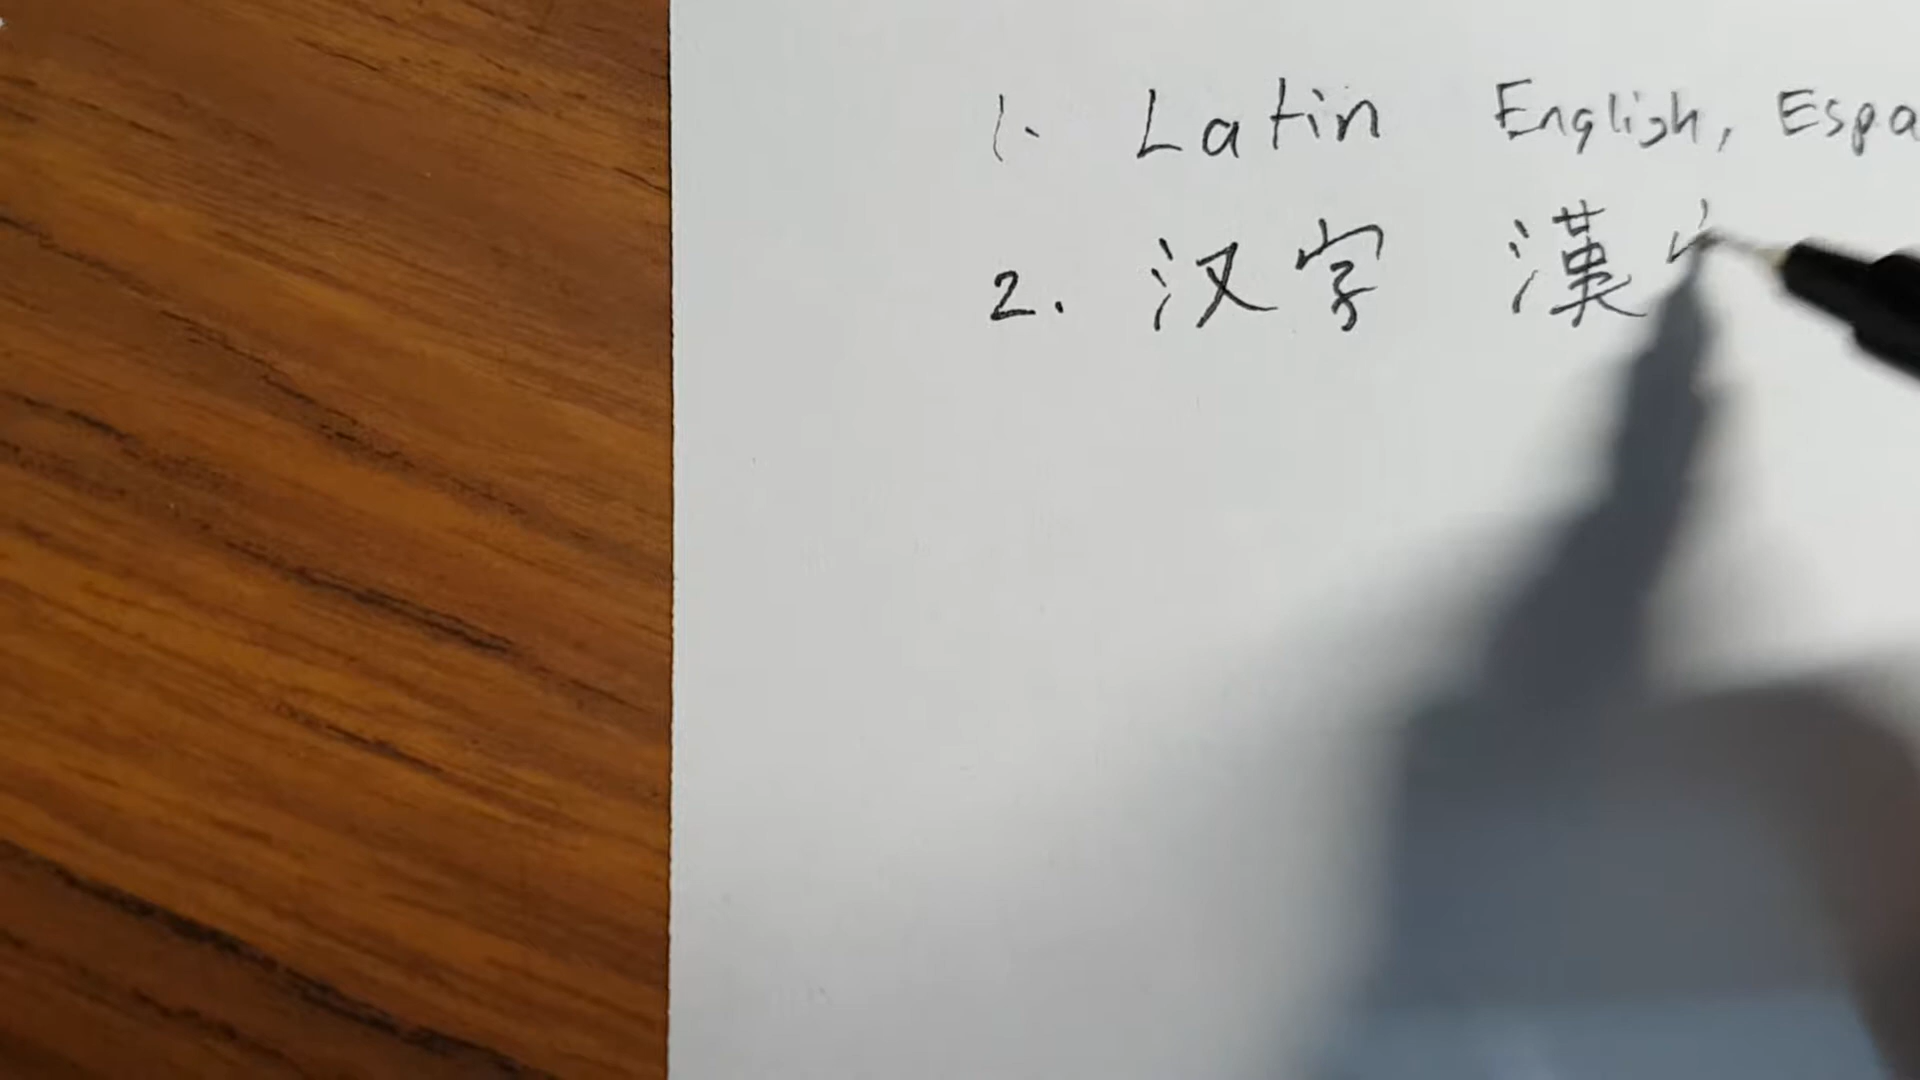 1. Latin English, Espa
2. 汉字 漢